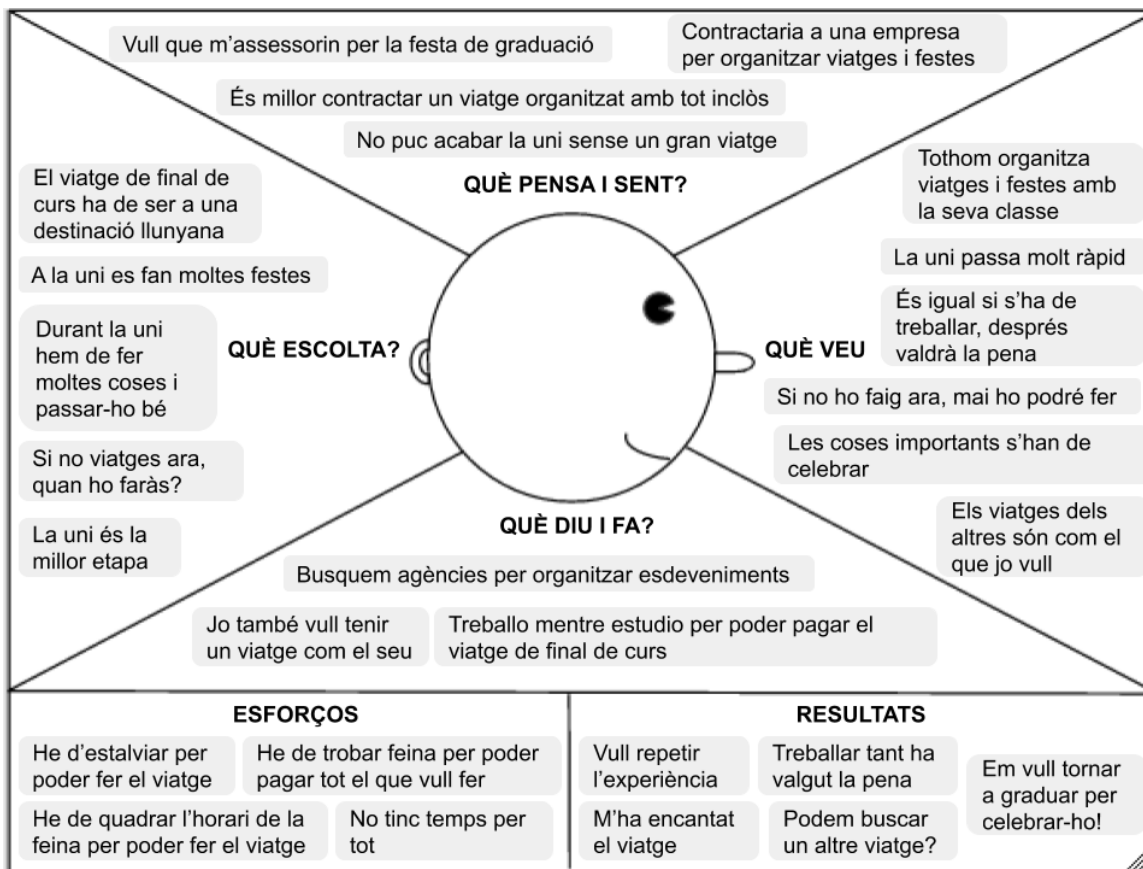 Vull que m’assessorin per la festa de graduació
Contractaria a una empresa
per organitzar viatges i festes
És millor contractar un viatge organitzat amb tot inclòs
No puc acabar la uni sense un gran viatge
QUÈ PENSA I SENT?
El viatge de final de
curs ha de ser a una
destinació llunyana
A la uni es fan moltes festes
Durant la uni
hem de fer
moltes coses i
passar-ho bé
QUÈ ESCOLTA?
Si no viatges ara,
quan ho faràs?
La uni és la
millor etapa
Tothom organitza
viatges i festes amb
la seva classe
La uni passa molt ràpid
És igual si s’ha de
treballar, després
valdrà la pena
QUÈ VEU
Si no ho faig ara, mai ho podré fer
Les coses importants s’han de
celebrar
Els viatges dels
altres són com el
que jo vull
QUÈ DIU I FA?
Busquem agències per organitzar esdeveniments
Jo també vull tenir
un viatge com el seu
Treballo mentre estudio per poder pagar el
viatge de final de curs
ESFORÇOS
He d’estalviar per
poder fer el viatge
He de trobar feina per poder
pagar tot el que vull fer
He de quadrar l’horari de la
feina per poder fer el viatge
No tinc temps per
tot
RESULTATS
Vull repetir
l’experiència
Treballar tant ha
valgut la pena
M’ha encantat
el viatge
Podem buscar
un altre viatge?
Em vull tornar
a graduar per
celebrar-ho!